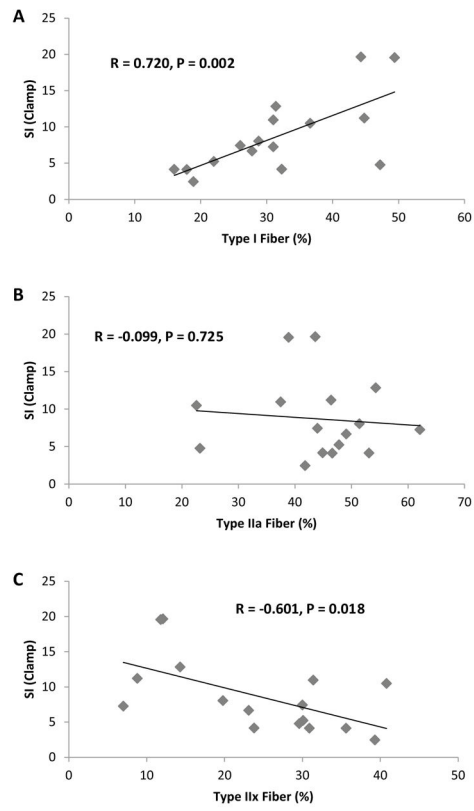 A
R = 0.720, P = 0.002
SI (Clamp)
25
20
15
10
5
0
0 10 20 30 40 50 60
Type I Fiber (%)
B
R = -0.099, P = 0.725
SI (Clamp)
25
20
15
10
5
0
0 10 20 30 40 50 60 70
Type IIa Fiber (%)
C
R = -0.601, P = 0.018
SI (Clamp)
25
20
15
10
5
0
0 10 20 30 40 50
Type IIx Fiber (%)